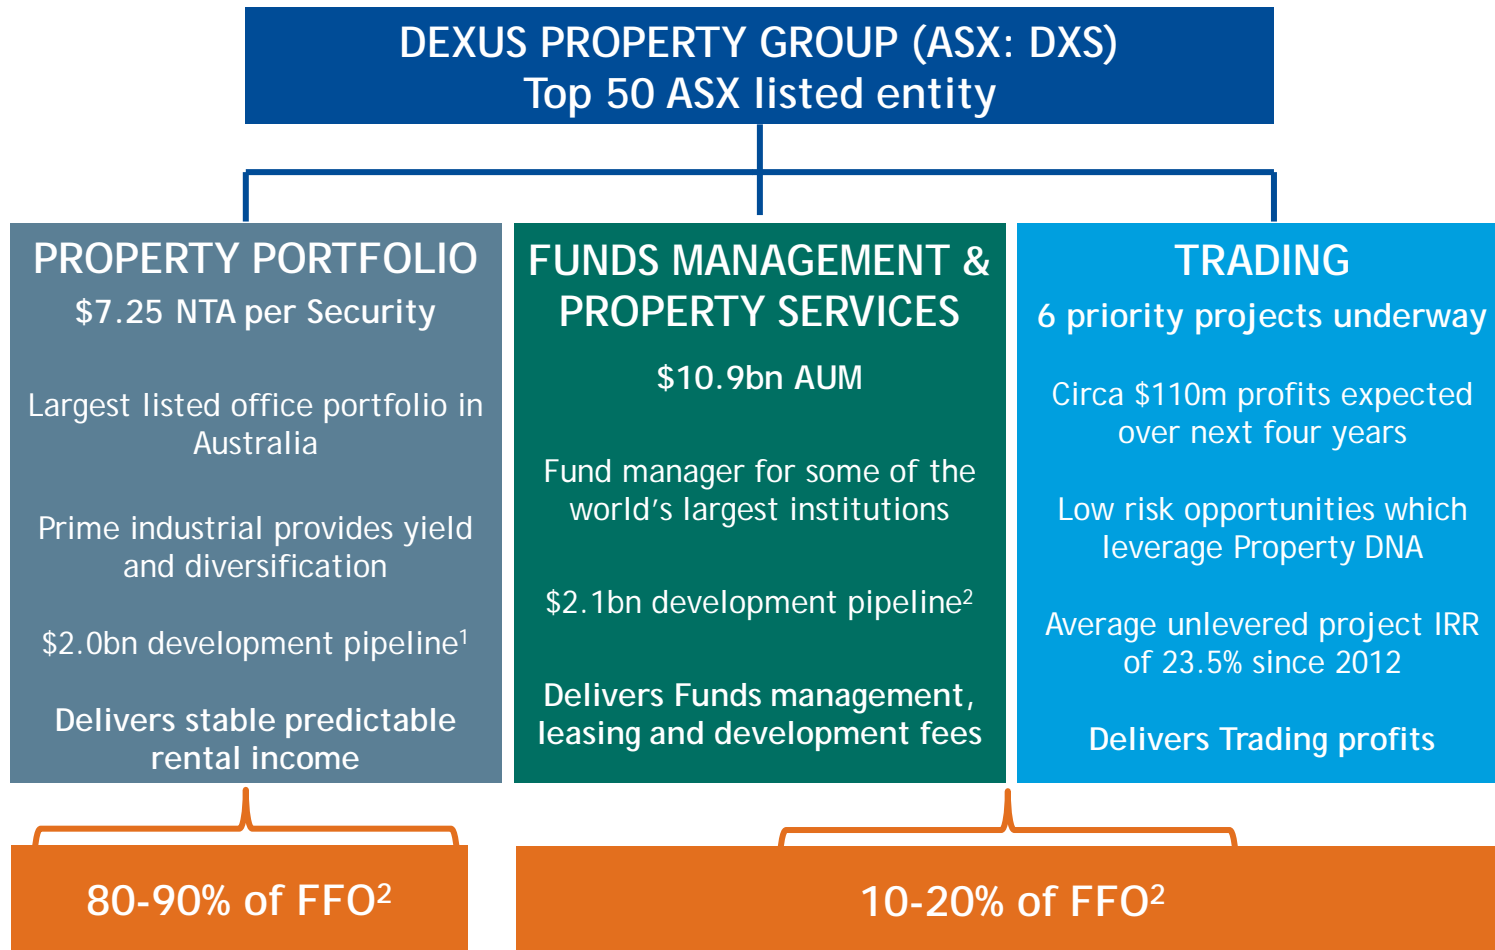 DEXUS PROPERTY GROUP (ASX: DXS)
Top 50 ASX listed entity
PROPERTY PORTFOLIO
$7.25 NTA per Security
Largest listed office portfolio in
Australia
Prime industrial provides yield
and diversification
$2.0bn development pipeline¹
Delivers stable predictable
rental income
FUNDS MANAGEMENT &
PROPERTY SERVICES
$10.9bn AUM
Fund manager for some of the
world's largest institutions
$2.1bn development pipeline²
Delivers Funds management,
leasing and development fees
TRADING
6 priority projects underway
Circa $110m profits expected
over next four years
Low risk opportunities which
leverage Property DNA
Average unlevered project IRR
of 23.5% since 2012
Delivers Trading profits
80-90% of FFO²
10-20% of FFO²